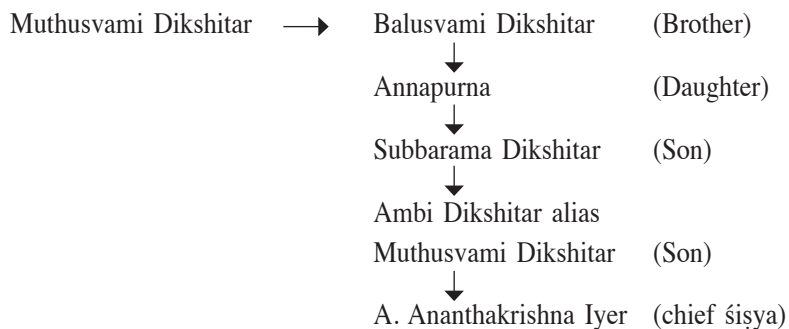 Muthusvami Dikshitar Balusvami Dikshitar (Brother)
Annapurna (Daughter)
Subbarama Dikshitar (Son)
Ambi Dikshitar alias
Muthusvami Dikshitar (Son)
A. Ananthakrishna Iyer (chief śiṣya)